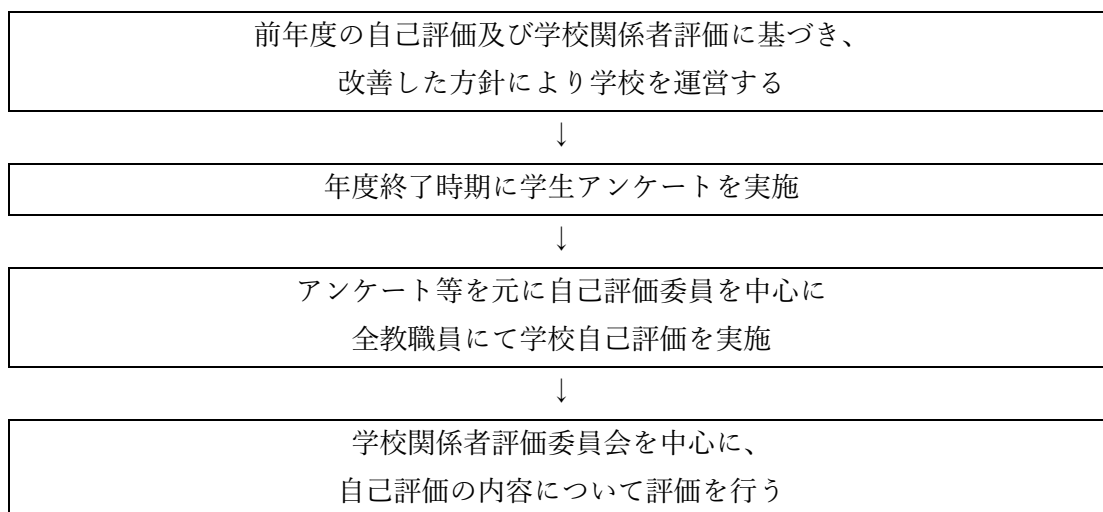 前年度の自己評価及び学校関係者評価に基づき、
改善した方針により学校を運営する
↓
年度終了時期に学生アンケートを実施
↓
アンケート等を元に自己評価委員を中心に
全教職員にて学校自己評価を実施
↓
学校関係者評価委員会を中心に、
自己評価の内容について評価を行う